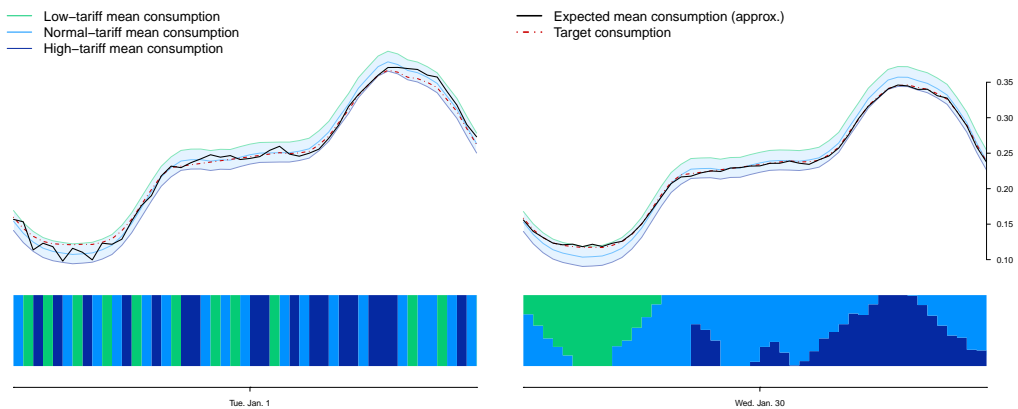 Low−tariff mean consumption
Normal−tariff mean consumption
High−tariff mean consumption
Expected mean consumption (approx.)
Target consumption
0.35
0.30
0.25
0.20
0.15
0.10
Tue. Jan. 1
Wed. Jan. 30